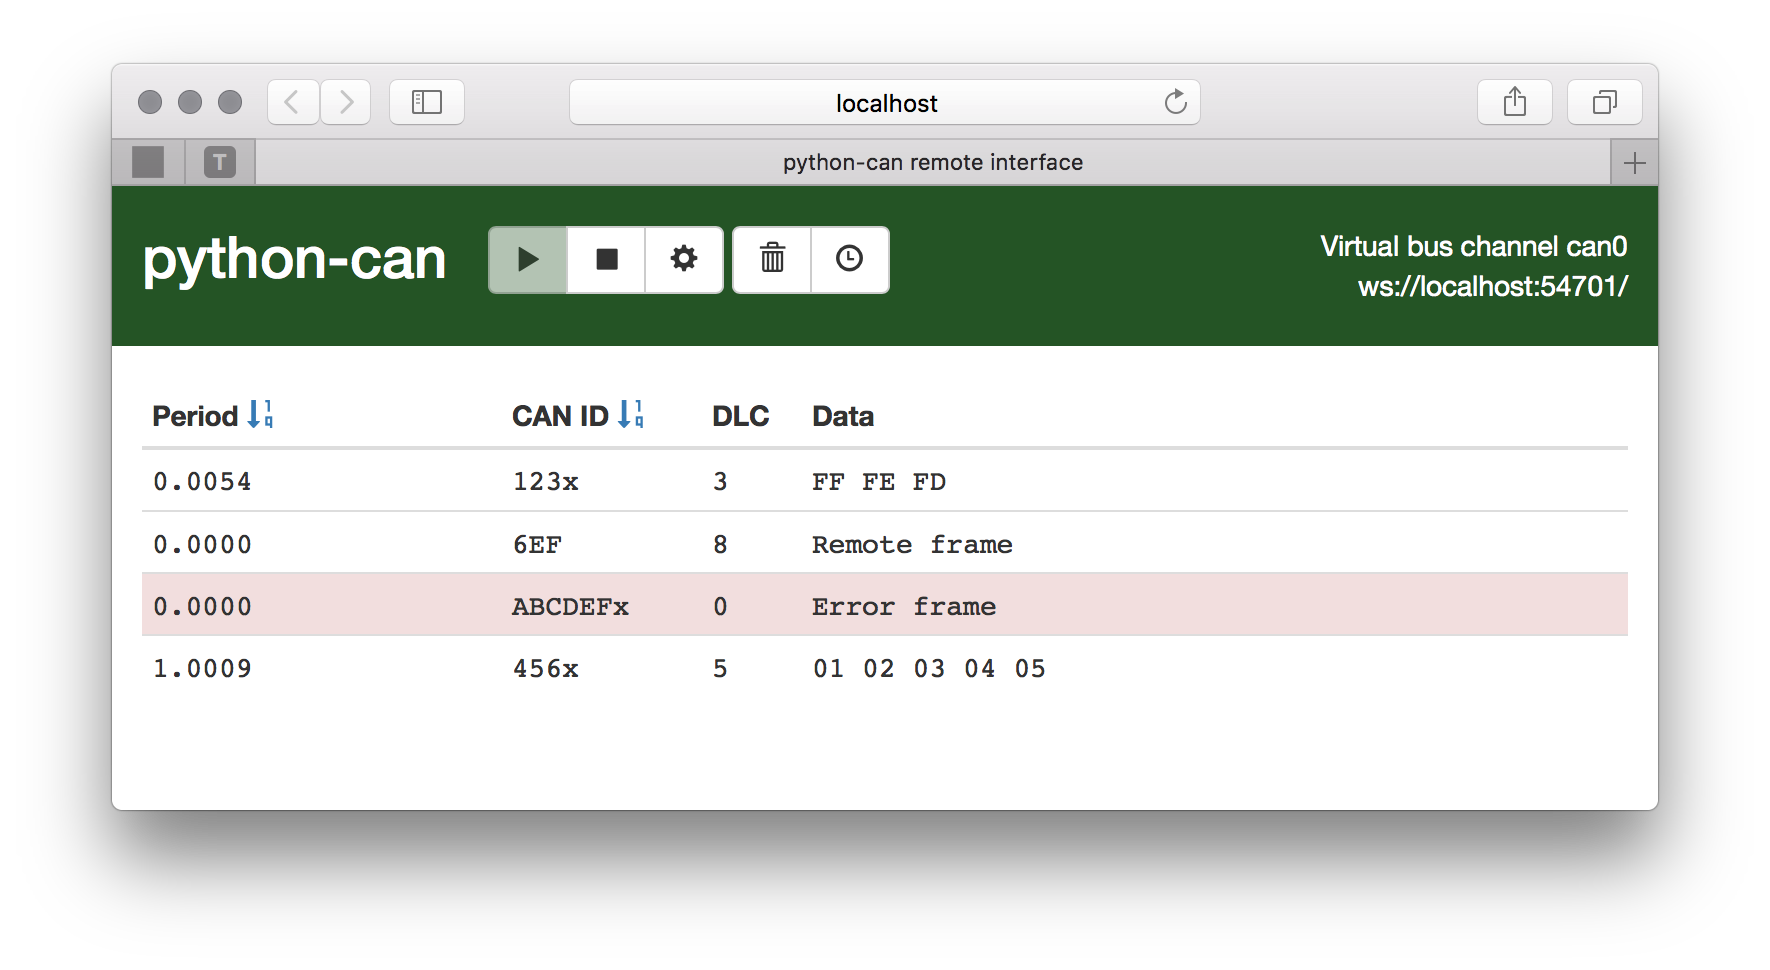 localhost
T
python-can remote interface
python-can
Virtual bus channel can0
ws://localhost:54701/
Period CAN ID DLC Data
0.0054 123x 3 FF FE FD
0.0000 6EF 8 Remote frame
0.0000 ABCDEFx 0 Error frame
1.0009 456x 5 01 02 03 04 05